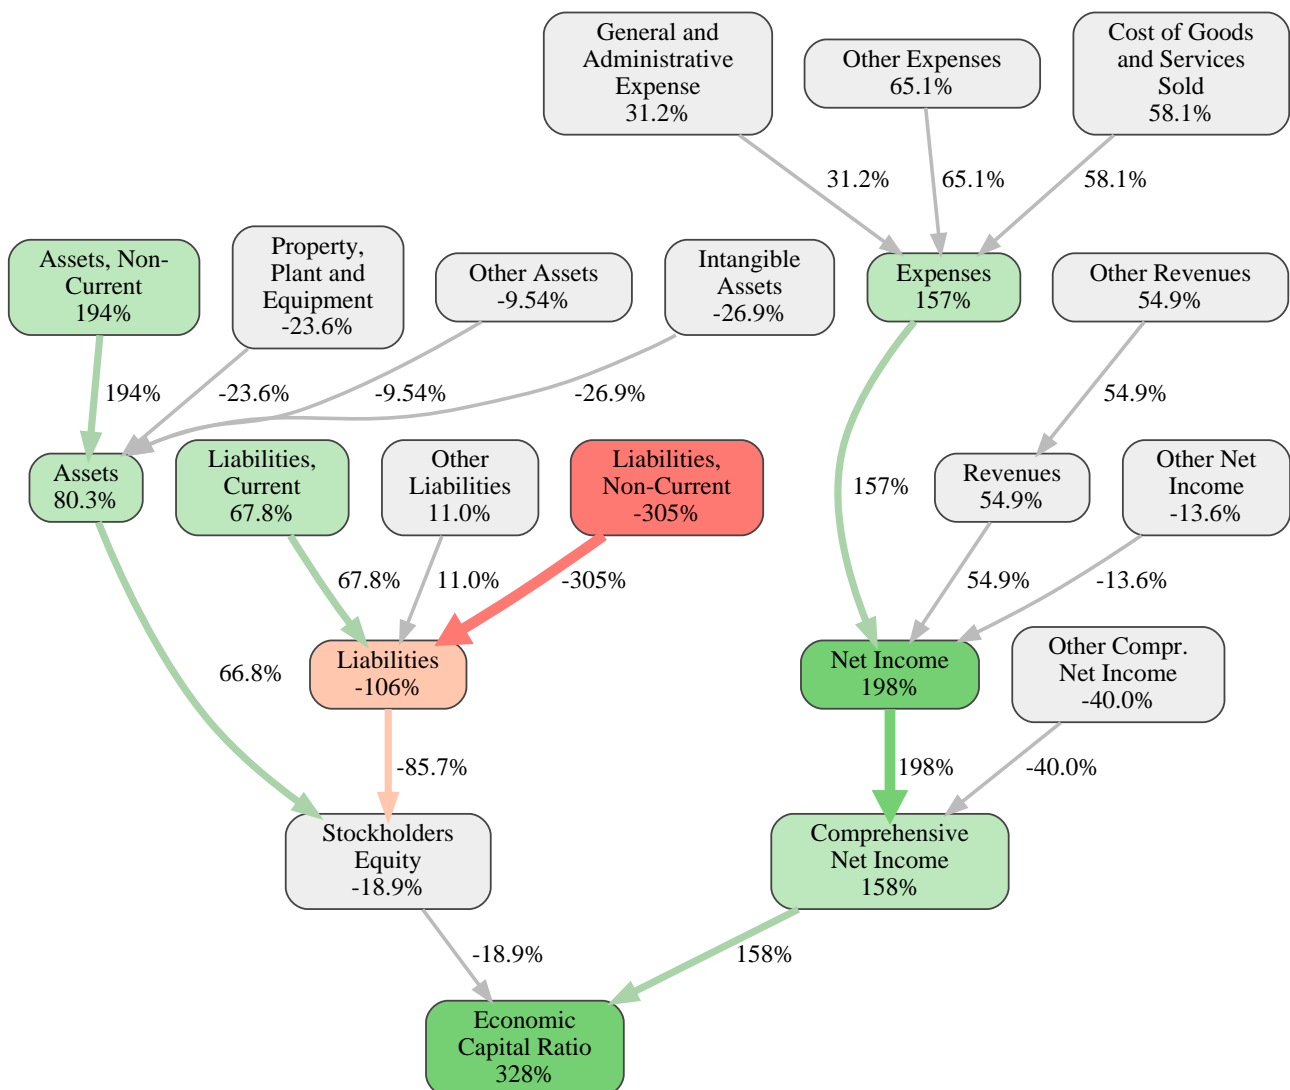 General and
Administrative
Expense
31.2%
Other Expenses
65.1%
Cost of Goods
and Services
Sold
58.1%
31.2%
65.1%
58.1%
Assets, Non-
Current
194%
Property,
Plant and
Equipment
-23.6%
Other Assets
-9.54%
Intangible
Assets
-26.9%
Expenses
157%
Other Revenues
54.9%
194%
-23.6%
-9.54%
-26.9%
54.9%
Assets
80.3%
Liabilities,
Current
67.8%
Other
Liabilities
11.0%
Liabilities,
Non-Current
-305%
157%
Revenues
54.9%
Other Net
Income
-13.6%
67.8%
11.0%
-305%
54.9%
-13.6%
66.8%
Liabilities
-106%
Net Income
198%
Other Compr.
Net Income
-40.0%
-85.7%
198%
-40.0%
Stockholders
Equity
-18.9%
Comprehensive
Net Income
158%
-18.9%
158%
Economic
Capital Ratio
328%